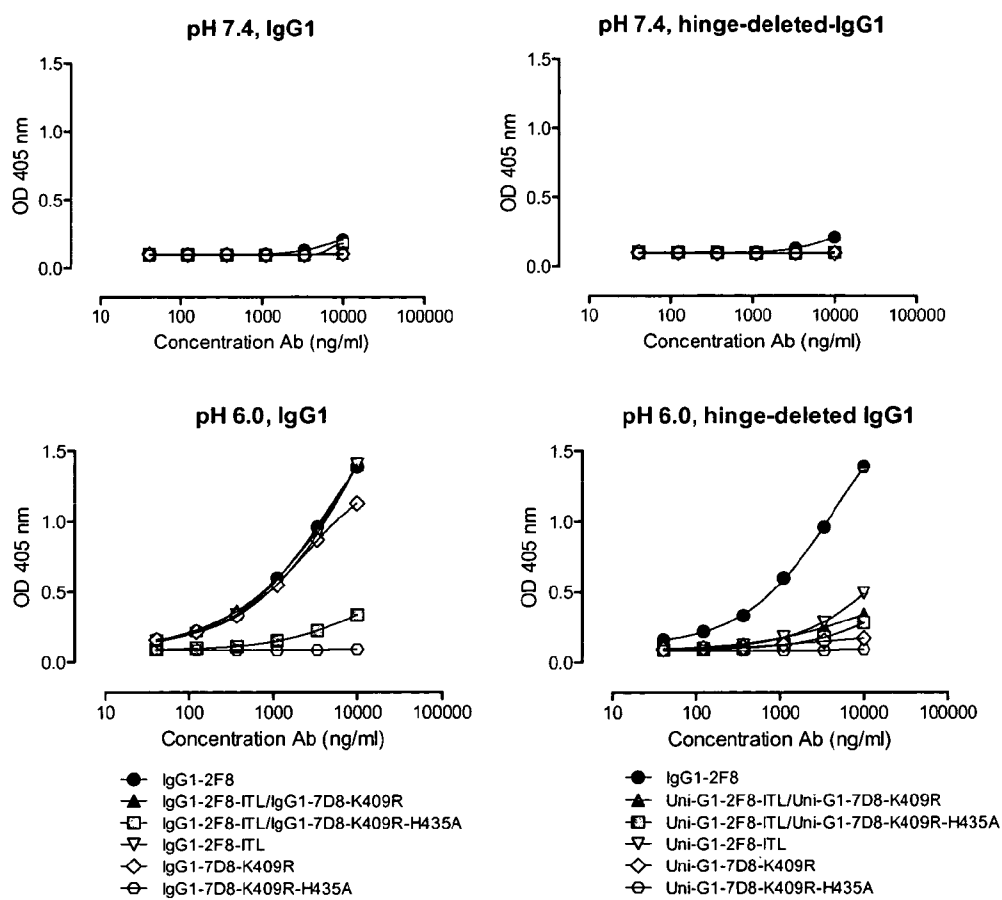 pH 7.4, IgG1
1.5
1.0
0.5
0.0
OD 405 nm
10 100 1000 10000 100000
Concentration Ab (ng/ml)
pH 7.4, hinge-deleted-IgG1
1.5
1.0
0.5
0.0
OD 405 nm
10 100 1000 10000 100000
Concentration Ab (ng/ml)
pH 6.0, IgG1
1.5
1.0
0.5
0.0
OD 405 nm
10 100 1000 10000 100000
Concentration Ab (ng/ml)
IgG1-2F8
IgG1-2F8-ITL/IgG1-7D8-K409R
IgG1-2F8-ITL/IgG1-7D8-K409R-H435A
IgG1-2F8-ITL
IgG1-7D8-K409R
IgG1-7D8-K409R-H435A
pH 6.0, hinge-deleted IgG1
1.5
1.0
0.5
0.0
OD 405 nm
10 100 1000 10000 100000
Concentration Ab (ng/ml)
IgG1-2F8
Uni-G1-2F8-ITL/Uni-G1-7D8-K409R
Uni-G1-2F8-ITL/Uni-G1-7D8-K409R-H435A
Uni-G1-2F8-ITL
Uni-G1-7D8-K409R
Uni-G1-7D8-K409R-H435A